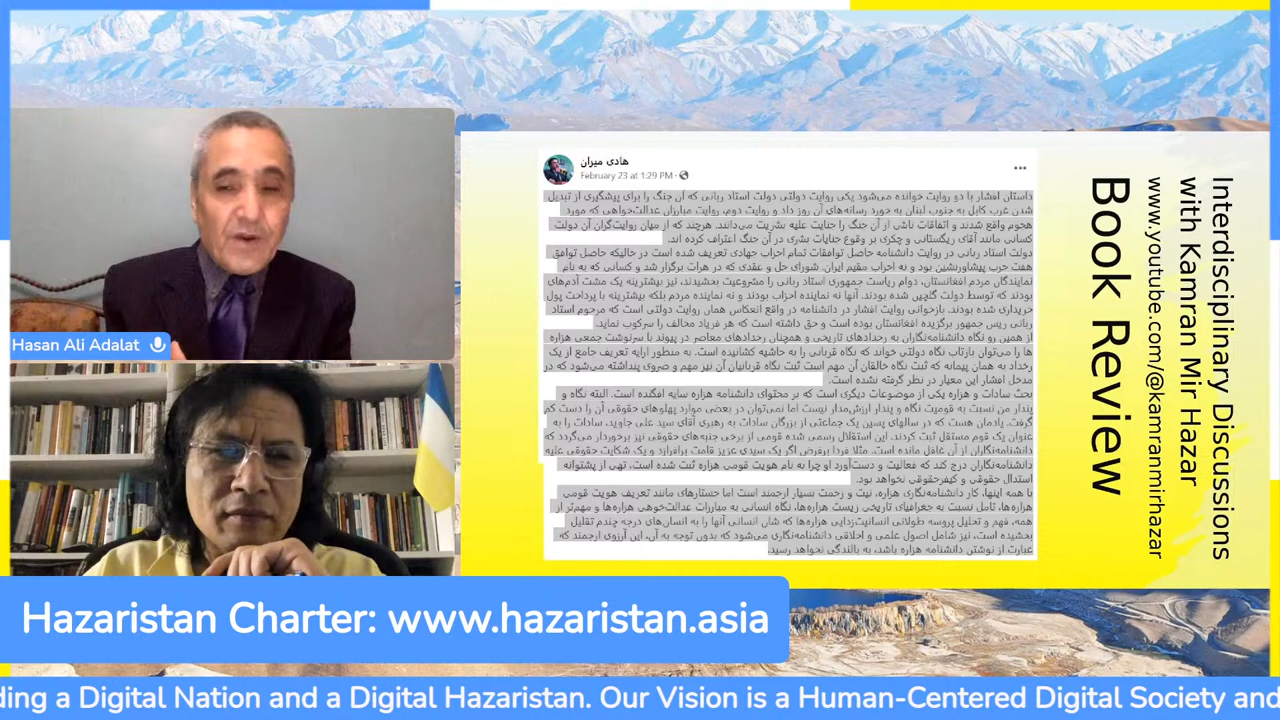 Hasan Ali Adalat
هادی میران
February 23 at 1:29 PM
داستان افشار با دو روایت خوانده می‌شود یکی روایت دولتی دولت استاد ربانی که آن جنگ را برای پیشگیری از تبدیل
شدن غرب کابل به جنوب لبنان به خورد رسانه‌های آن روز داد و روایت دوم، روایت مبارزان عدالت‌خواهی که مورد
هجوم واقع شدند و اتفاقات ناشی از آن جنگ را جنایت علیه بشریت می‌دانند. هرچند که از میان روایت‌گران آن دولت
کسانی مانند آقای ریگستانی و چکری بر وقوع جنایات بشری در آن جنگ اعتراف کرده اند.
دولت استاد ربانی در روایت دانشنامه حاصل توافقات تمام احزاب جهادی تعریف شده است در حالیکه حاصل توافق
هفت حزب پیشاورنشین بود و نه احزاب مقیم ایران. شورای حل و عقدی که در هرات برگزار شد و کسانی که به نام
نمایندگان مردم افغانستان، دوام ریاست جمهوری استاد ربانی را مشروعیت بخشیدند، نیز بیشترینه یک مشت آدم‌های
بودند که توسط دولت گلچین شده بودند. آنها نه نماینده احزاب بودند و نه نماینده مردم بلکه بیشترینه با پرداخت پول
خریداری شده بودند. بازخوانی روایت افشار در دانشنامه در واقع انعکاس همان روایت دولتی است که مرحوم استاد
ربانی رییس جمهور برگزیده افغانستان بوده است و حق داشته است که هر فریاد مخالف را سرکوب نماید.
از همین رو نگاه دانشنامه‌نگاران به رخدادهای تاریخی و همچنان رخدادهای معاصر در پیوند با سرنوشت جمعی هزاره
ها را می‌توان بازتاب نگاه دولتی خواند که نگاه قربانی را به حاشیه کشانیده است. به منظور ارایه تعریف جامع از یک
رخداد به همان پیمانه که ثبت نگاه خالقان آن مهم است ثبت نگاه قربانیان آن نیز مهم و ضروی پنداشته می‌شود که در
مدخل افشار این معیار در نظر گرفته نشده است.
بحث سادات و هزاره یکی از موضوعات دیگری است که بر محتوای دانشنامه هزاره سایه افگنده است. البته نگاه و
پندار من نسبت به قومیت نگاه و پندار ارزش‌مدار نیست اما نمی‌توان در بعضی موارد پهلوهای حقوقی آن را دست کم
گرفت. یادمان هست که در سالهای پسین یک جماعتی از بزرگان سادات به رهبری آقای سید علی جاوید، سادات را به
عنوان یک قوم مستقل ثبت کردند. این استقلال رسمی شده قومی از برخی جنبه‌های حقوقی نیز برخوردار می‌گردد که
دانشنامه‌نگاران از آن غافل مانده است. مثلا فردا بفرض اگر یک سیدی عزیز قامت برافرازد و یک شکایت حقوقی علیه
دانشنامه‌نگاران درج کند که فعالیت و دست‌آورد او چرا به نام هویت قومی هزاره ثبت شده است، تهی از پشتوانه
استدال حقوقی و کیفرحقوقی نخواهد بود.
با همه اینها، کار دانشنامه‌نگاری هزاره، نیت و زحمت بسیار ارجمند است اما جستارهای مانند تعریف هویت قومی
هزاره‌ها، تامل نسبت به جغرافیای تاریخی زیست هزاره‌ها، نگاه انسانی به مبارزات عدالت‌خوهی هزاره‌ها و مهم‌تر از
همه، فهم و تحلیل پروسه طولانی انسانیت‌زدایی هزاره‌ها که شان انسانی آنها را به انسان‌های درجه چندم تقلیل
بخشیده است، نیز شامل اصول علمی و اخلاقی دانشنامه‌نگاری می‌شود که بدون توجه به آن، این آرزوی ارجمند که
عبارت از نوشتن دانشنامه هزاره باشد، به بالندگی نخواهد رسید.
Interdisciplinary Discussions
with Kamran Mir Hazar
www.youtube.com/@kamranmirhazar
Book Review
Hazaristan Charter: www.hazaristan.asia
ding a Digital Nation and a Digital Hazaristan. Our Vision is a Human-Centered Digital Society and